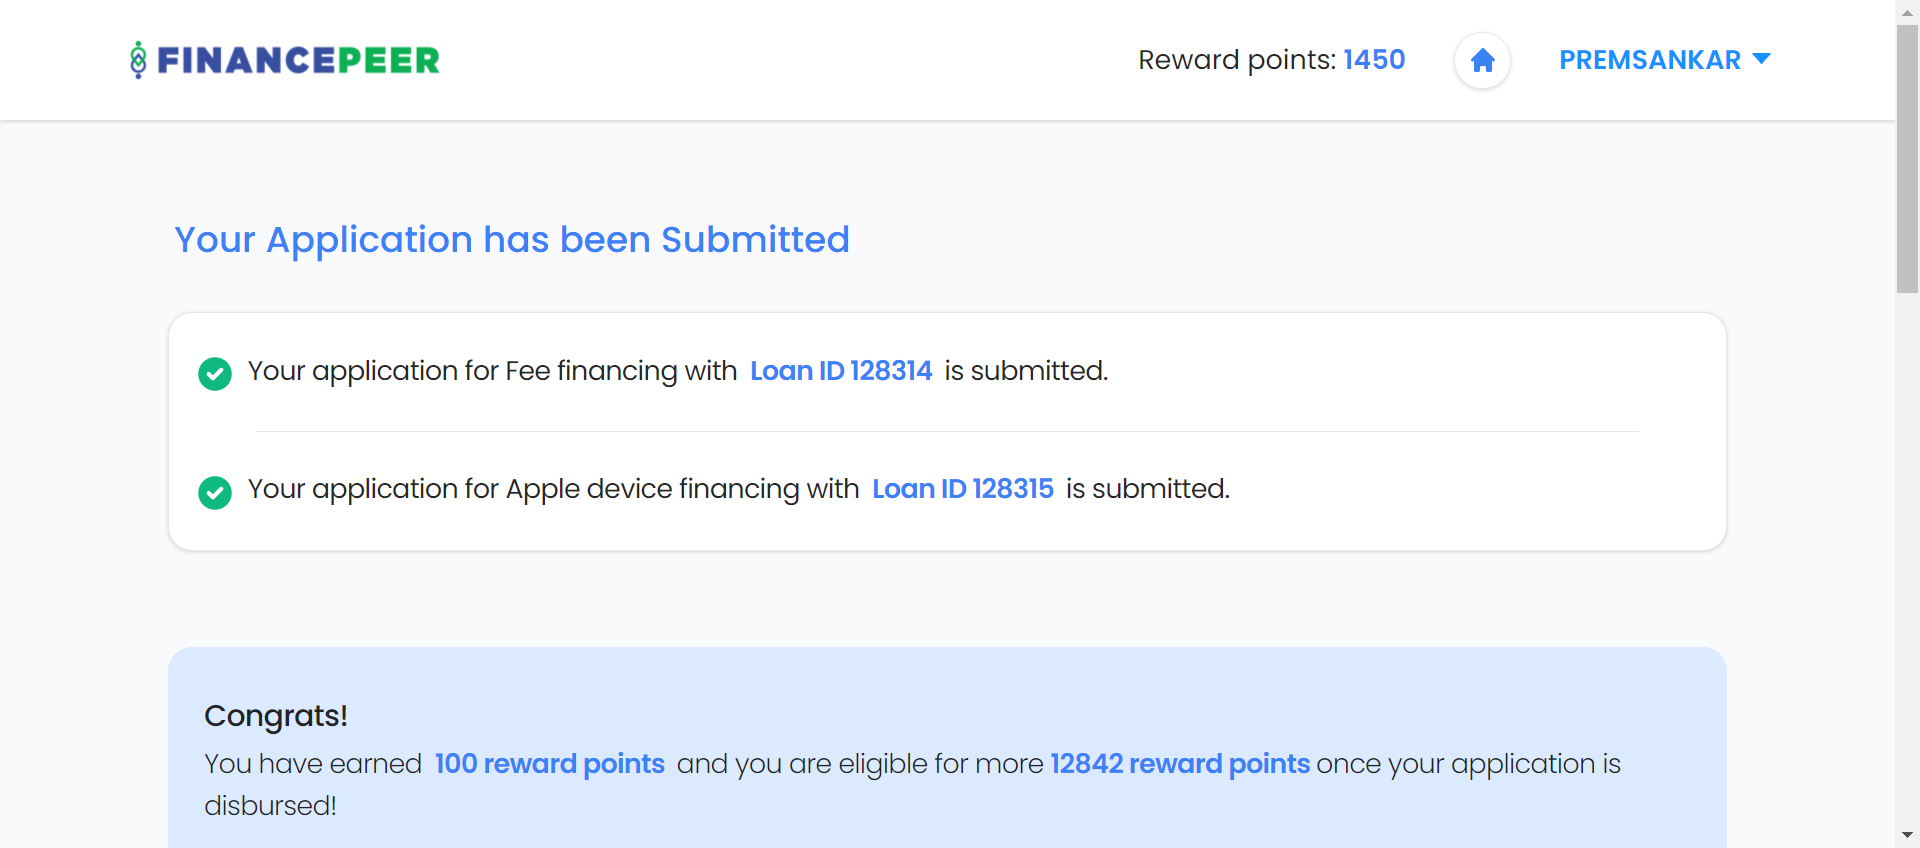 FINANCEPEER
Reward points: 1450
PREMSANKAR
Your Application has been Submitted
Your application for Fee financing with Loan ID 128314 is submitted.
Your application for Apple device financing with Loan ID 128315 is submitted.
Congrats!
You have earned 100 reward points and you are eligible for more 12842 reward points once your application is
disbursed!